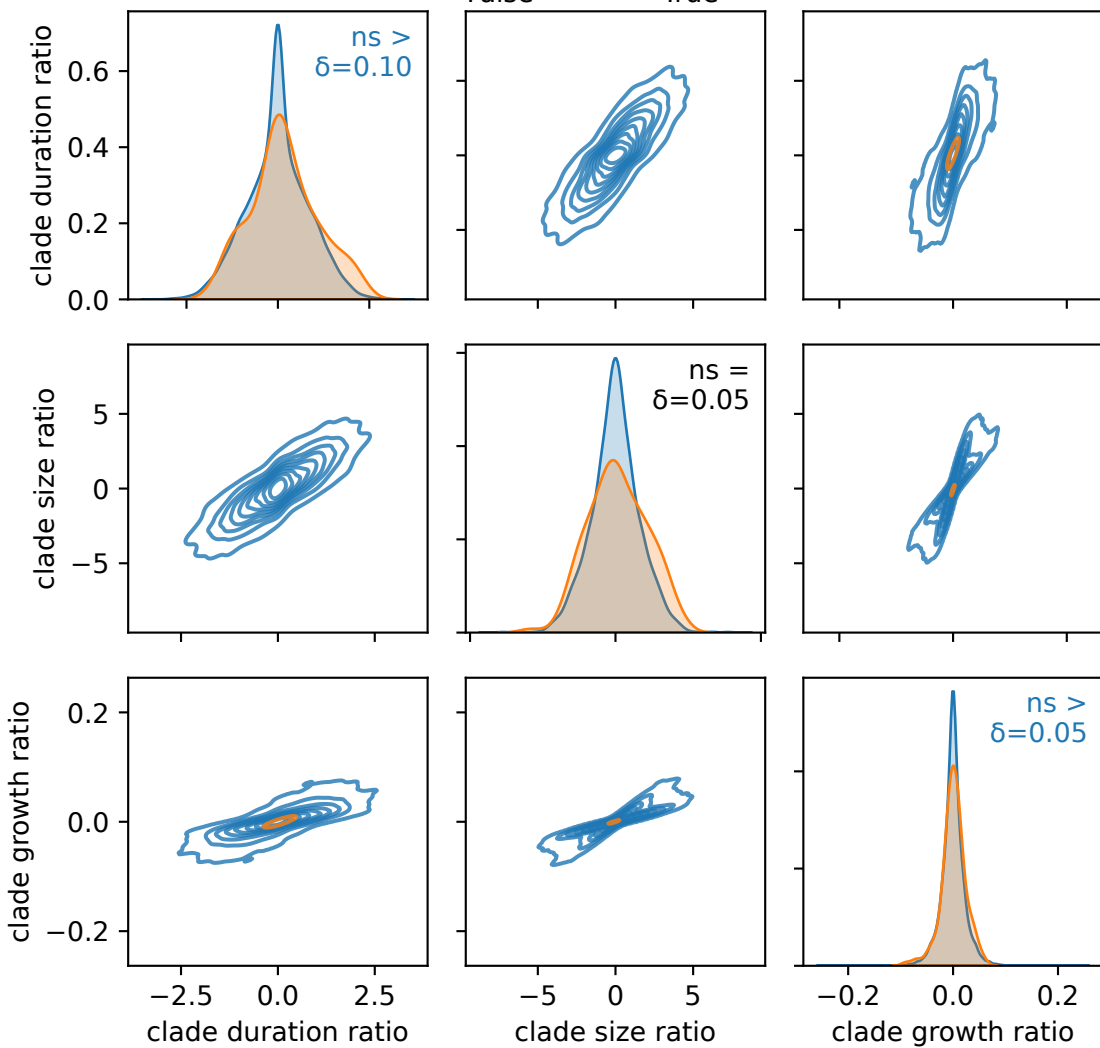 True
clade duration ratio
0.6
0.4
0.2
0.0
ns >
δ=0.10
clade size ratio
5
0
−5
ns =
δ=0.05
clade growth ratio
0.2
0.0
−0.2
ns >
δ=0.05
−2.5 0.0 2.5
−5 0 5
−0.2 0.0 0.2
clade duration ratio
clade size ratio
clade growth ratio